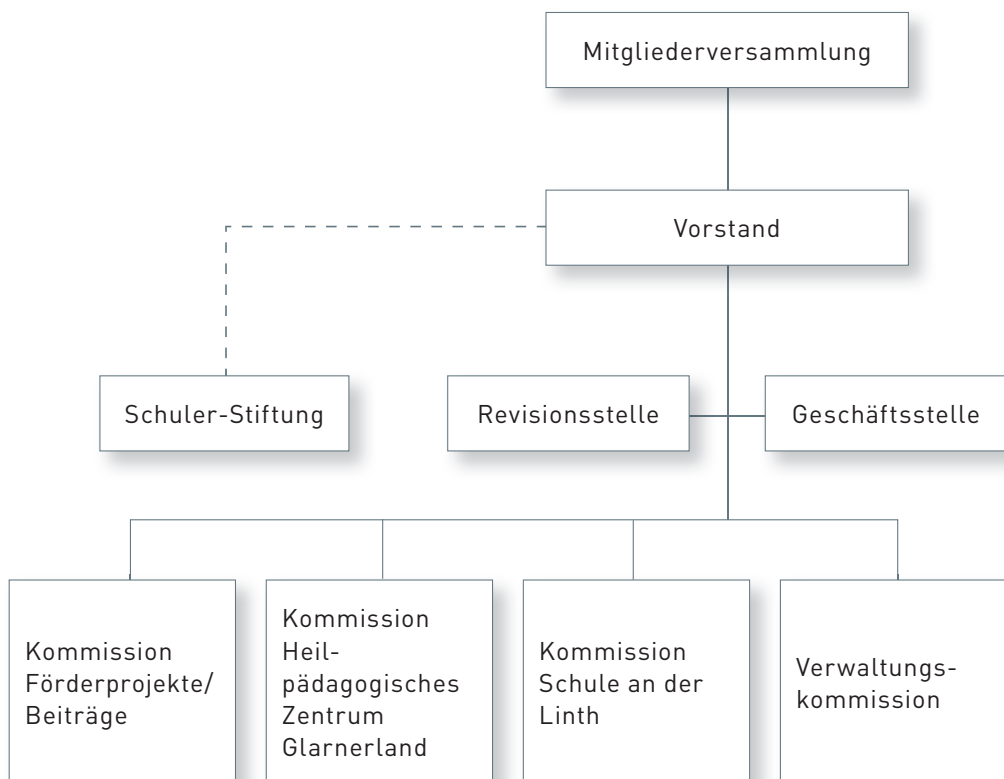 Mitgliederversammlung
Vorstand
Schuler-Stiftung
Revisionsstelle
Geschäftsstelle
Kommission
Förderprojekte/
Beiträge
Kommission
Heil-
pädagogisches
Zentrum
Glarnerland
Kommission
Schule an der
Linth
Verwaltungs-
kommission